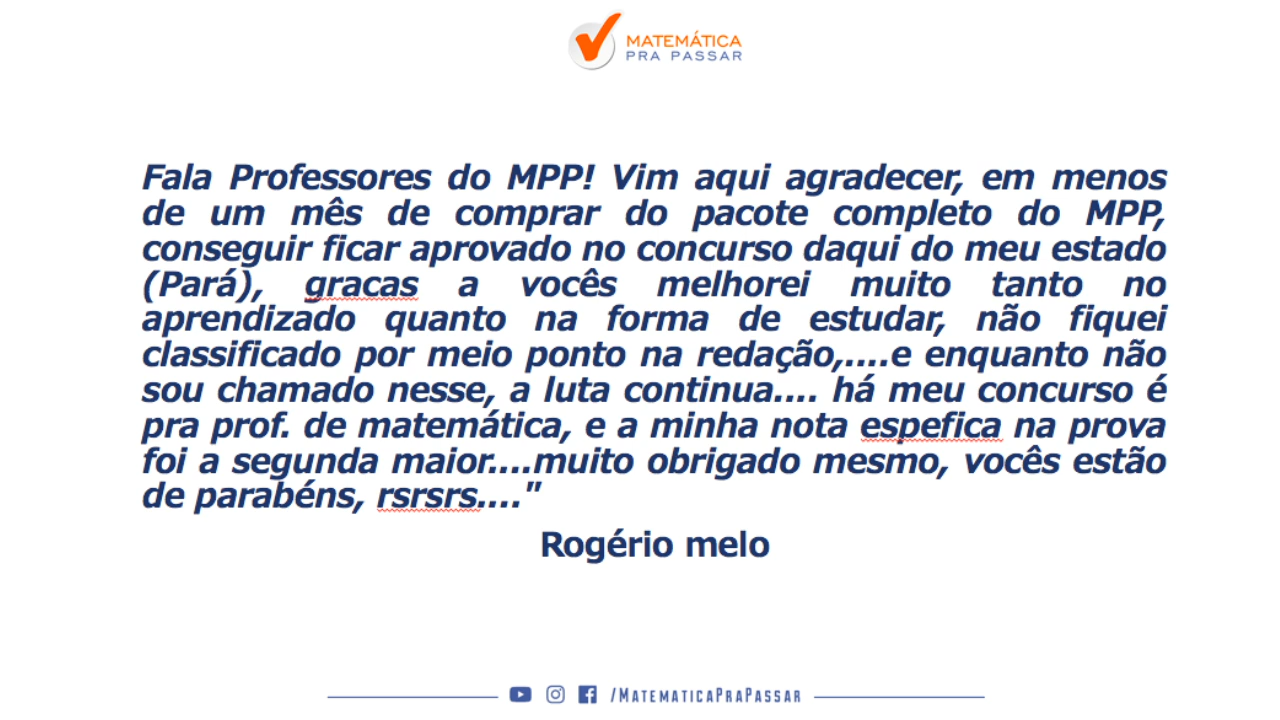 MATEMÁTICA
PRA PASSAR
Fala Professores do MPP! Vim aqui agradecer, em menos
de um mês de comprar do pacote completo do MPP,
conseguir ficar aprovado no concurso daqui do meu estado
(Pará), gracas a vocês melhorei muito tanto no
aprendizado quanto na forma de estudar, não fiquei
classificado por meio ponto na redação,....e enquanto não
sou chamado nesse, a luta continua.... há meu concurso é
pra prof. de matemática, e a minha nota espefica na prova
foi a segunda maior....muito obrigado mesmo, vocês estão
de parabéns, rsrsrs...."
Rogério melo
/MatematicaPraPassar